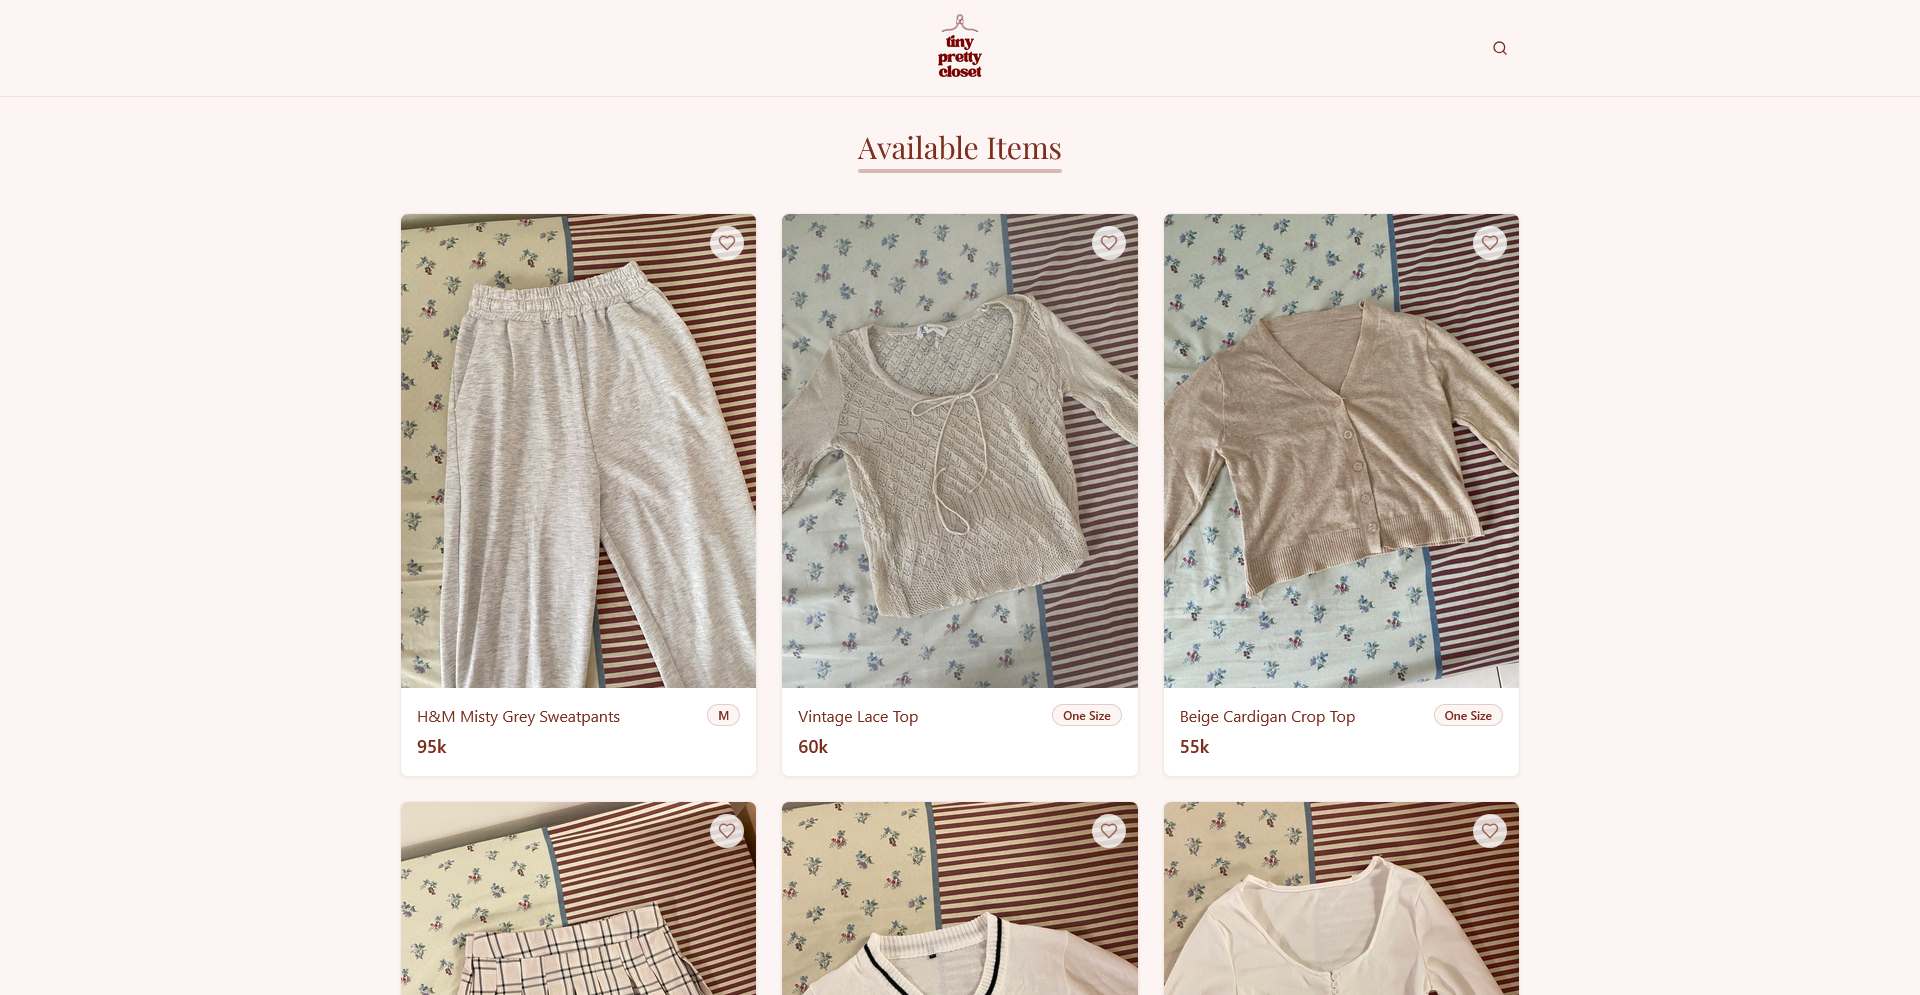 tiny
pretty
closet
Available Items
H&M Misty Grey Sweatpants
M
95k
Vintage Lace Top
One Size
60k
Beige Cardigan Crop Top
One Size
55k